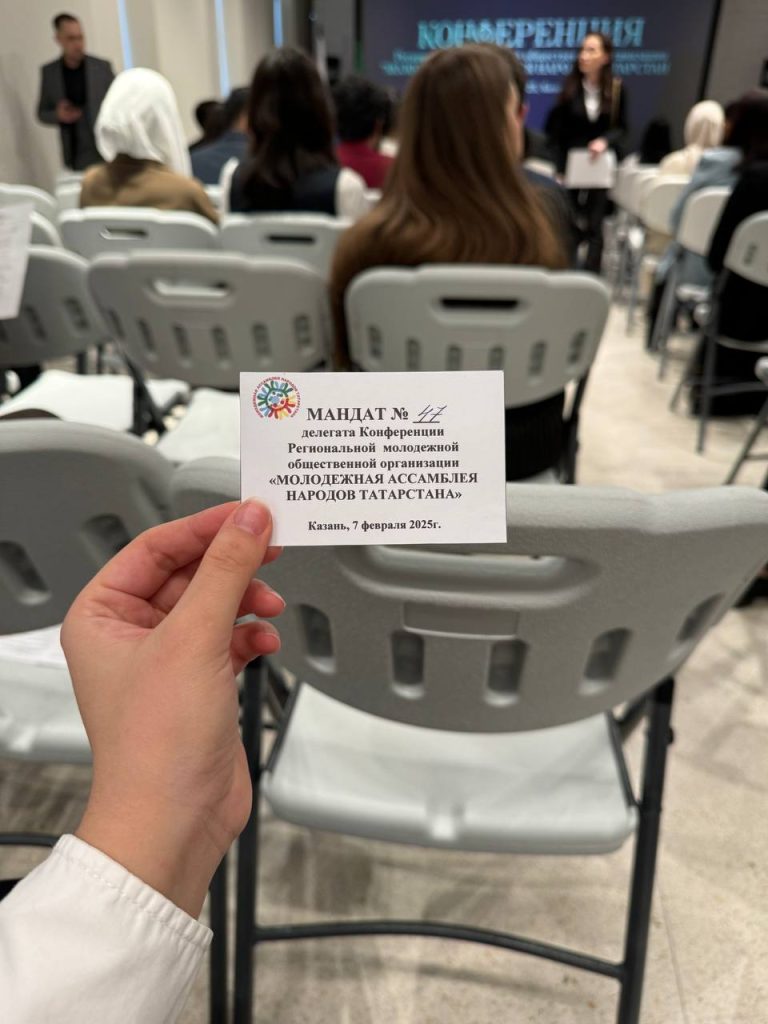 КОНФЕРЕНЦИЯ
МАНДАТ № 47
делегата Конференции
Региональной молодежной
общественной организации
«МОЛОДЕЖНАЯ АССАМБЛЕЯ
НАРОДОВ ТАТАРСТАНА»
Казань, 7 февраля 2025г.